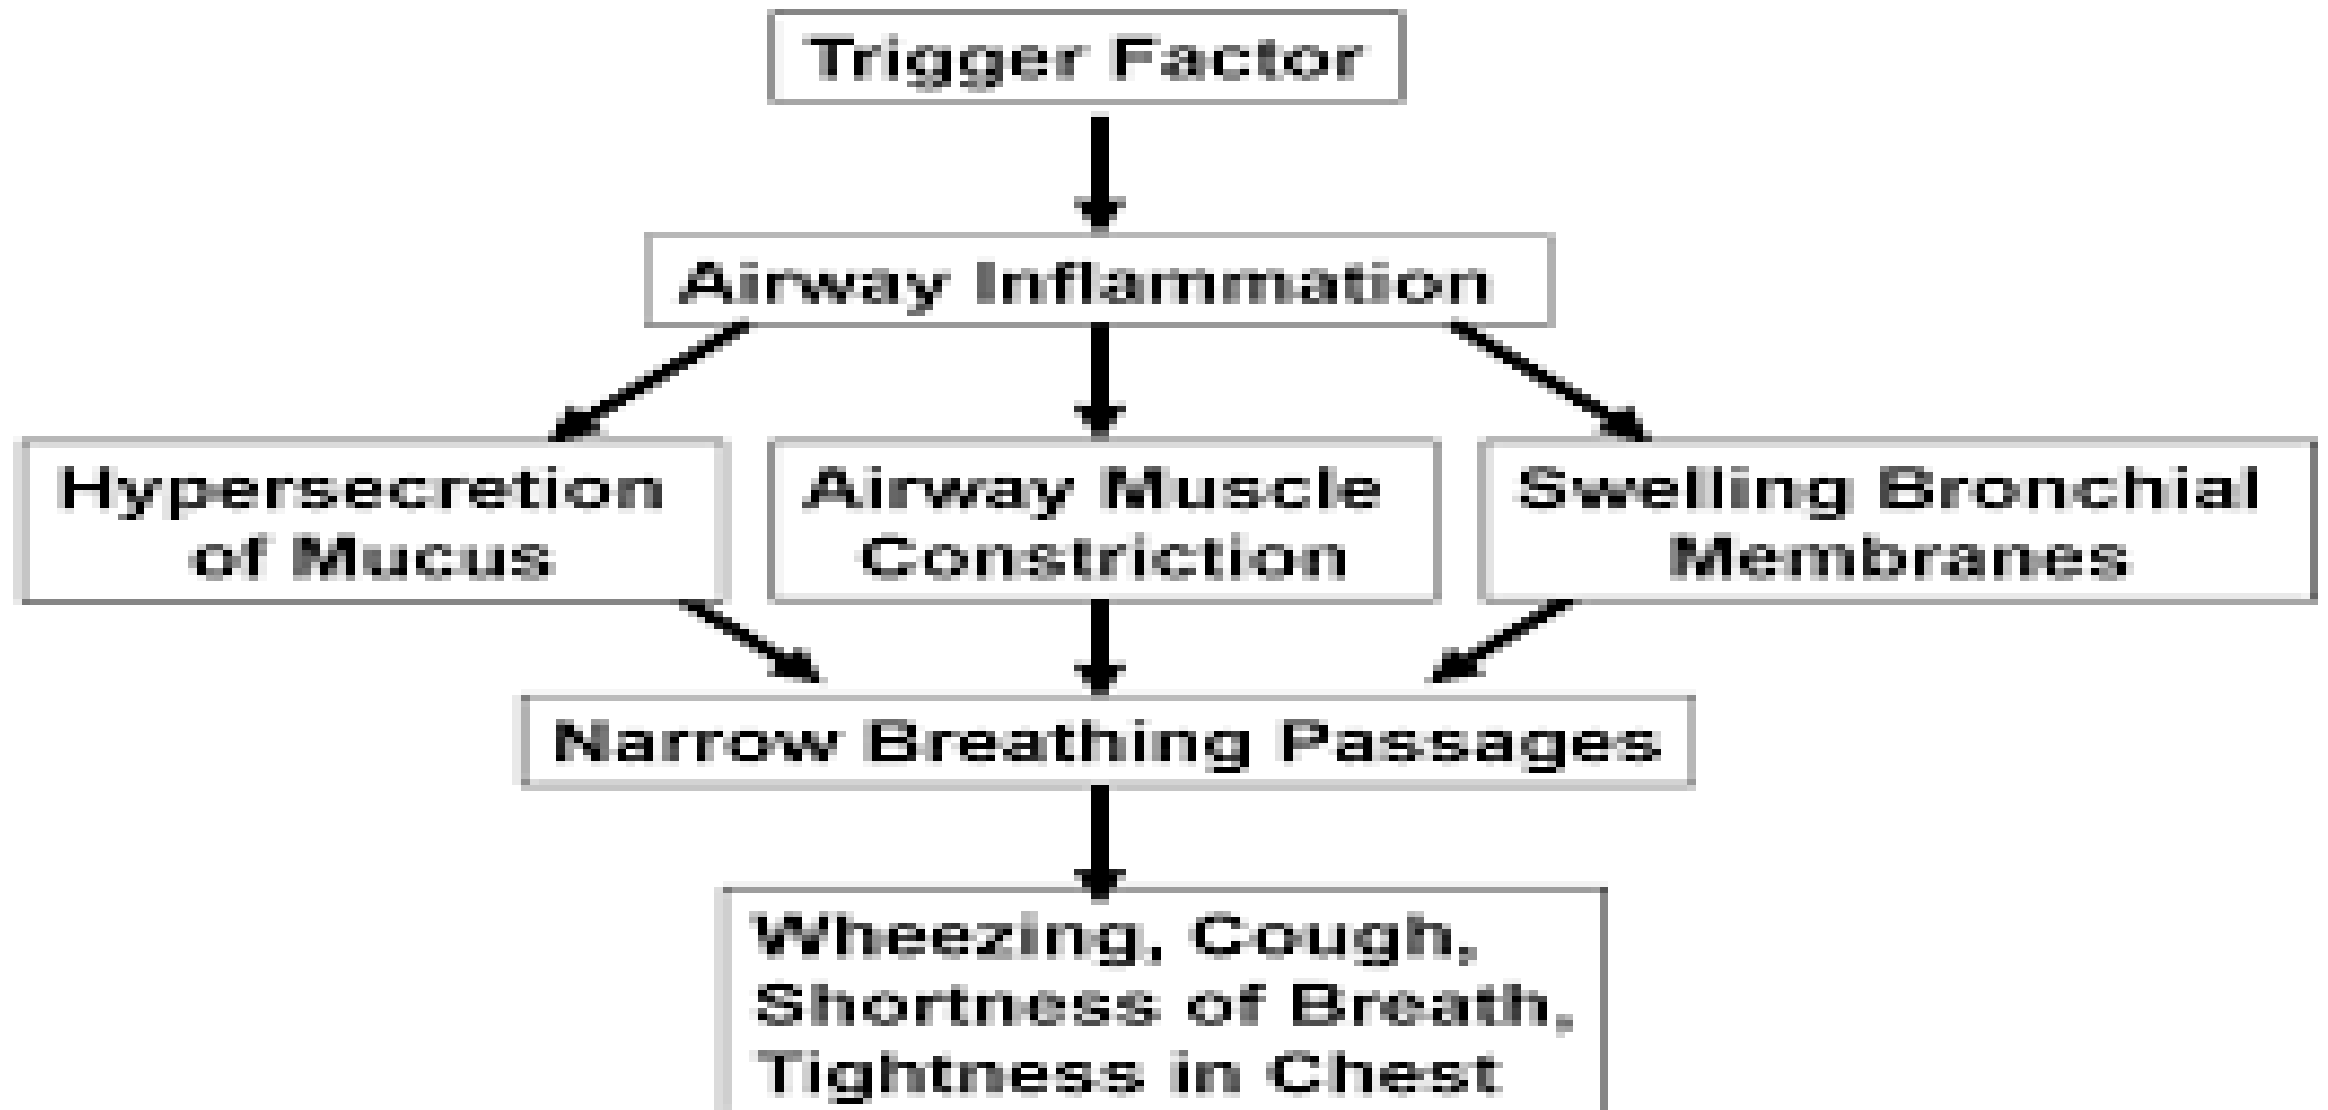 Trigger Factor
Airway Inflammation
Hypersecretion
of Mucus
Airway Muscle
Constriction
Swelling Bronchial
Membranes
Narrow Breathing Passages
Wheezing, Cough,
Shortness of Breath,
Tightness in Chest